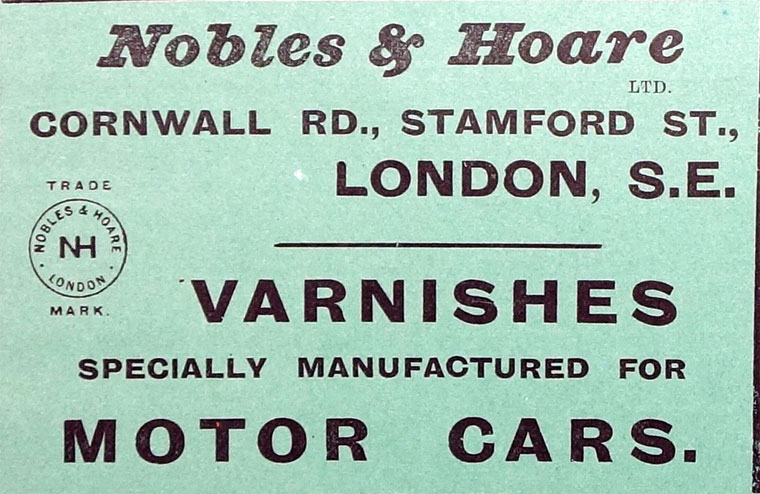 Nobles & Hoare
LTD.
CORNWALL RD., STAMFORD ST.,
LONDON, S.E.
TRADE
NOBLES & HOARE
NH
· LONDON ·
MARK.
VARNISHES
SPECIALLY MANUFACTURED FOR
MOTOR CARS.